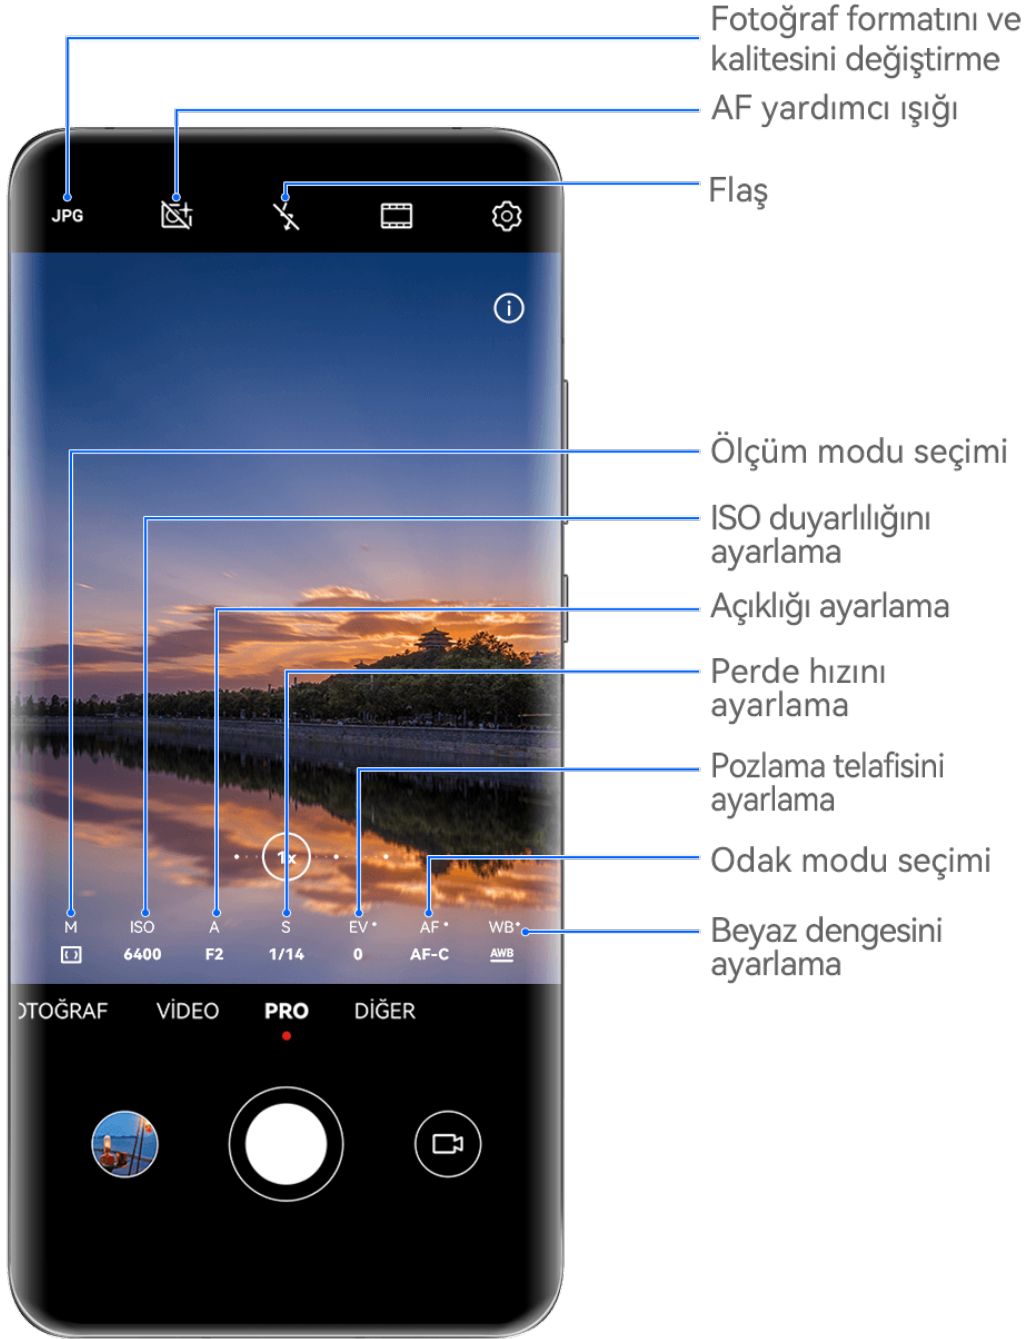 Fotoğraf formatını ve
kalitesini değiştirme
AF yardımcı ışığı
Flaş
JPG
Ölçüm modu seçimi
ISO duyarlılığını
ayarlama
Açıklığı ayarlama
Perde hızını
ayarlama
Pozlama telafisini
ayarlama
Odak modu seçimi
Beyaz dengesini
ayarlama
1x
M ISO A S EV AF WB
6400 F2 1/14 0 AF-C AWB
OTOĞRAF VİDEO PRO DİĞER